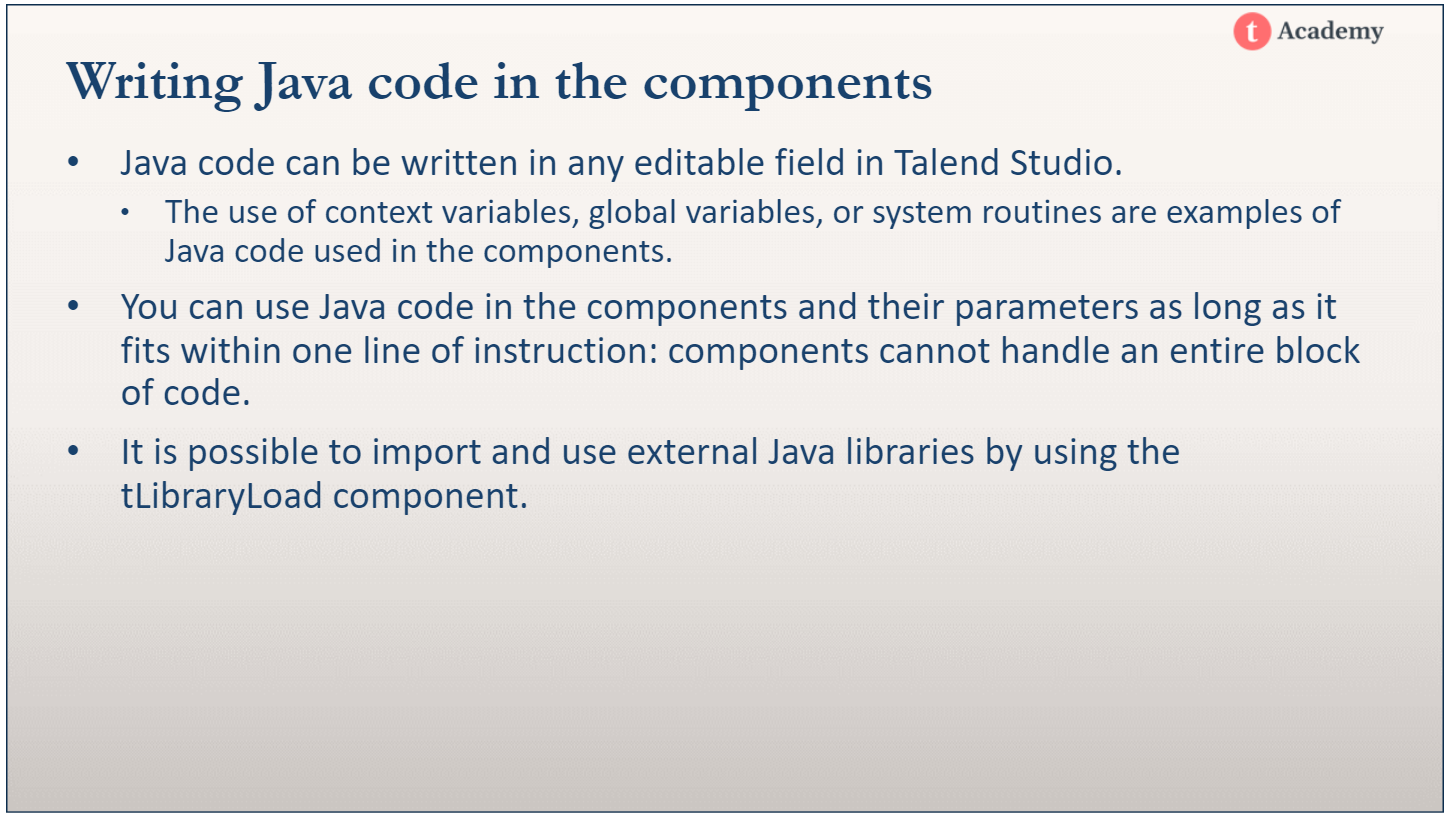 t Academy
Writing Java code in the components
• Java code can be written in any editable field in Talend Studio.
• The use of context variables, global variables, or system routines are examples of
Java code used in the components.
• You can use Java code in the components and their parameters as long as it
fits within one line of instruction: components cannot handle an entire block
of code.
• It is possible to import and use external Java libraries by using the
tLibraryLoad component.